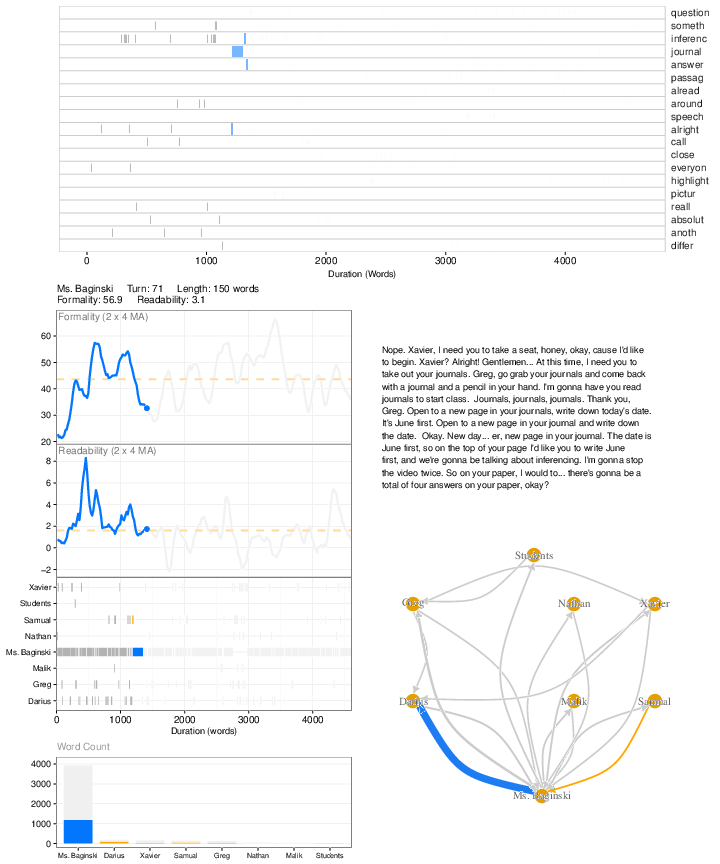 question
someth
inferenc
journal
answer
passag
alread
around
speech
alright
call
close
everyon
highlight
pictur
reall
absolut
anoth
differ
0 1000 2000 3000 4000
Duration (Words)
Ms. Baginski Turn: 71 Length: 150 words
Formality: 56.9 Readability: 3.1
Formality (2 x 4 MA)
60
50
40
30
20
Nope. Xavier, I need you to take a seat, honey, okay, cause I'd like
to begin. Xavier? Alright! Gentlemen... At this time, I need you to
take out your journals. Greg, go grab your journals and come back
with a journal and a pencil in your hand. I'm gonna have you read
journals to start class. Journals, journals, journals. Thank you,
Greg. Open to a new page in your journals, write down today's date.
It's June first. Open to a new page in your journal and write down
the date. Okay. New day... er, new page in your journal. The date is
June first, so on the top of your page I'd like you to write June
first, and we're gonna be talking about inferencing. I'm gonna stop
the video twice. So on your paper, I would to... there's gonna be a
total of four answers on your paper, okay?
Readability (2 x 4 MA)
8
6
4
2
0
−2
Xavier
Students
Samual
Nathan
Ms. Baginski
Malik
Greg
Darius
0 1000 2000 3000 4000
Duration (words)
Students
Greg
Nathan
Xavier
Darius
Malik
Samual
Ms. Baginski
Word Count
4000
3000
2000
1000
0
Ms. Baginski Darius Xavier Samual Greg Nathan Malik Students